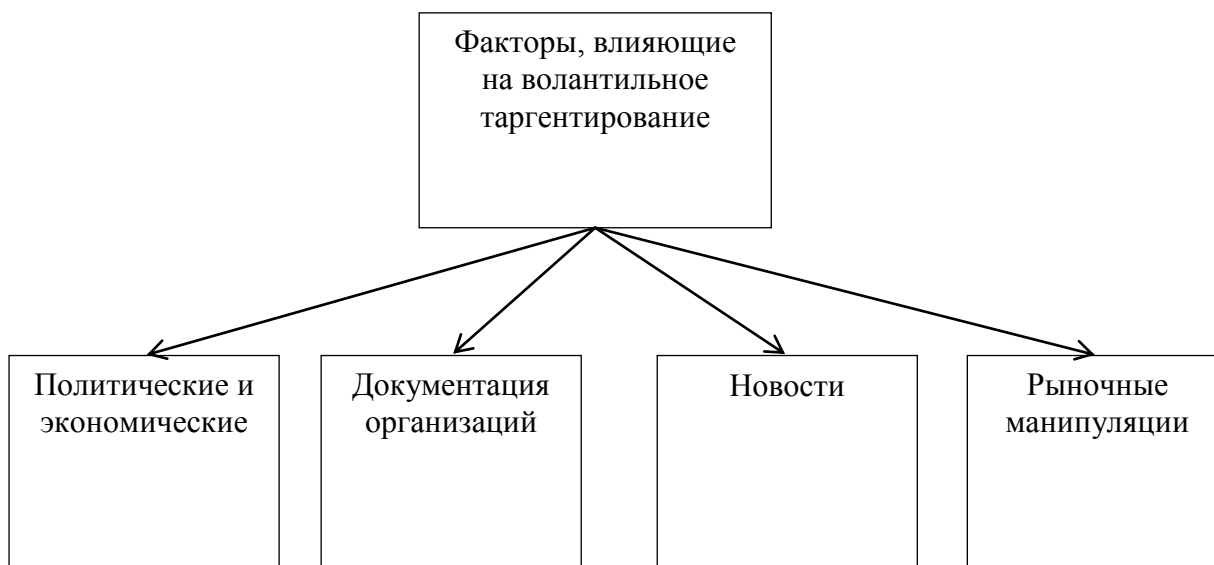 Факторы, влияющие
на волантильное
таргентирование
Политические и
экономические
Документация
организаций
Новости
Рыночные
манипуляции